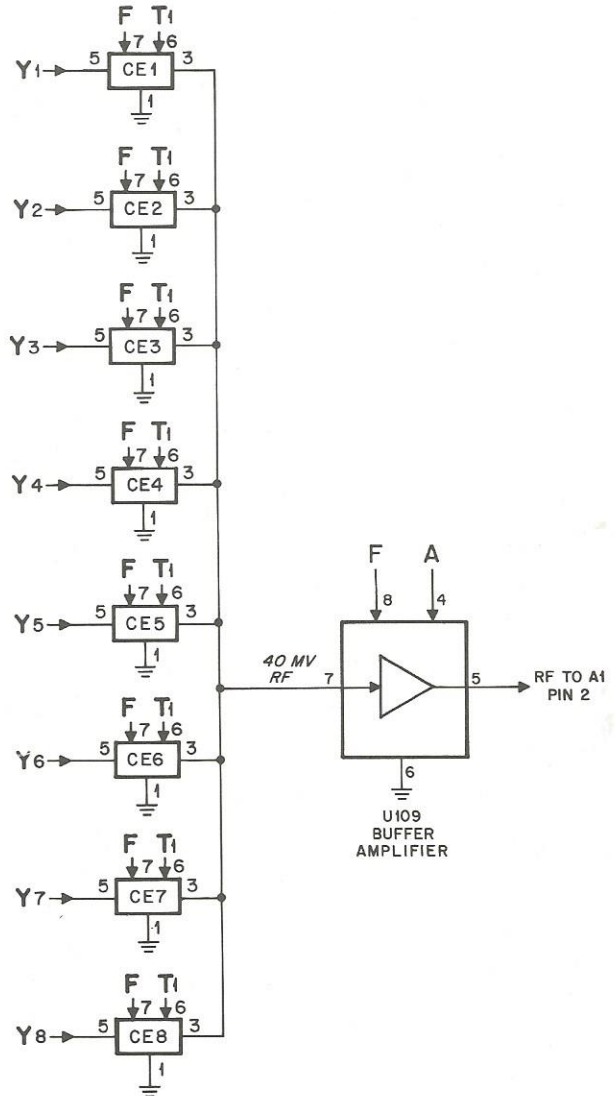 F T1
7 6
Y1 5 CE1 3
1
F T1
7 6
Y2 5 CE2 3
1
F T1
7 6
Y3 5 CE3 3
1
F T1
7 6
Y4 5 CE4 3
1
F T1
7 6
Y5 5 CE5 3
1
F T1
7 6
Y6 5 CE6 3
1
F T1
7 6
Y7 5 CE7 3
1
F T1
7 6
Y8 5 CE8 3
1
F A
8 4
40 MV
RF
7 5
RF TO A1
PIN 2
6
U109
BUFFER
AMPLIFIER